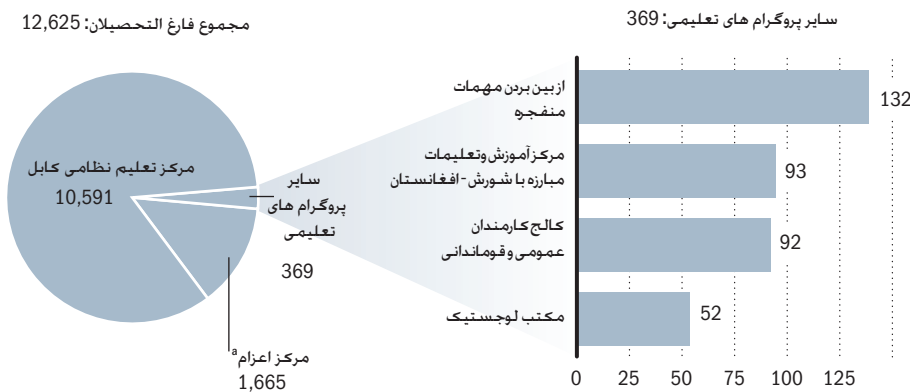 مجموع فارغ التحصیلان: 12,625
مرکز تعلیم نظامی کابل
10,591
سایر
پروگرام های
تعلیمی
369
مرکز اعزام a
1,665
سایر پروگرام های تعلیمی: 369
از بین بردن مهمات
منفجره
132
مرکز آموزش و تعلیمات
مبارزه با شورش - افغانستان
93
کالج کارمندان
عمومی و قوماندانی
92
مکتب لوجستیک
52
0 25 50 75 100 125